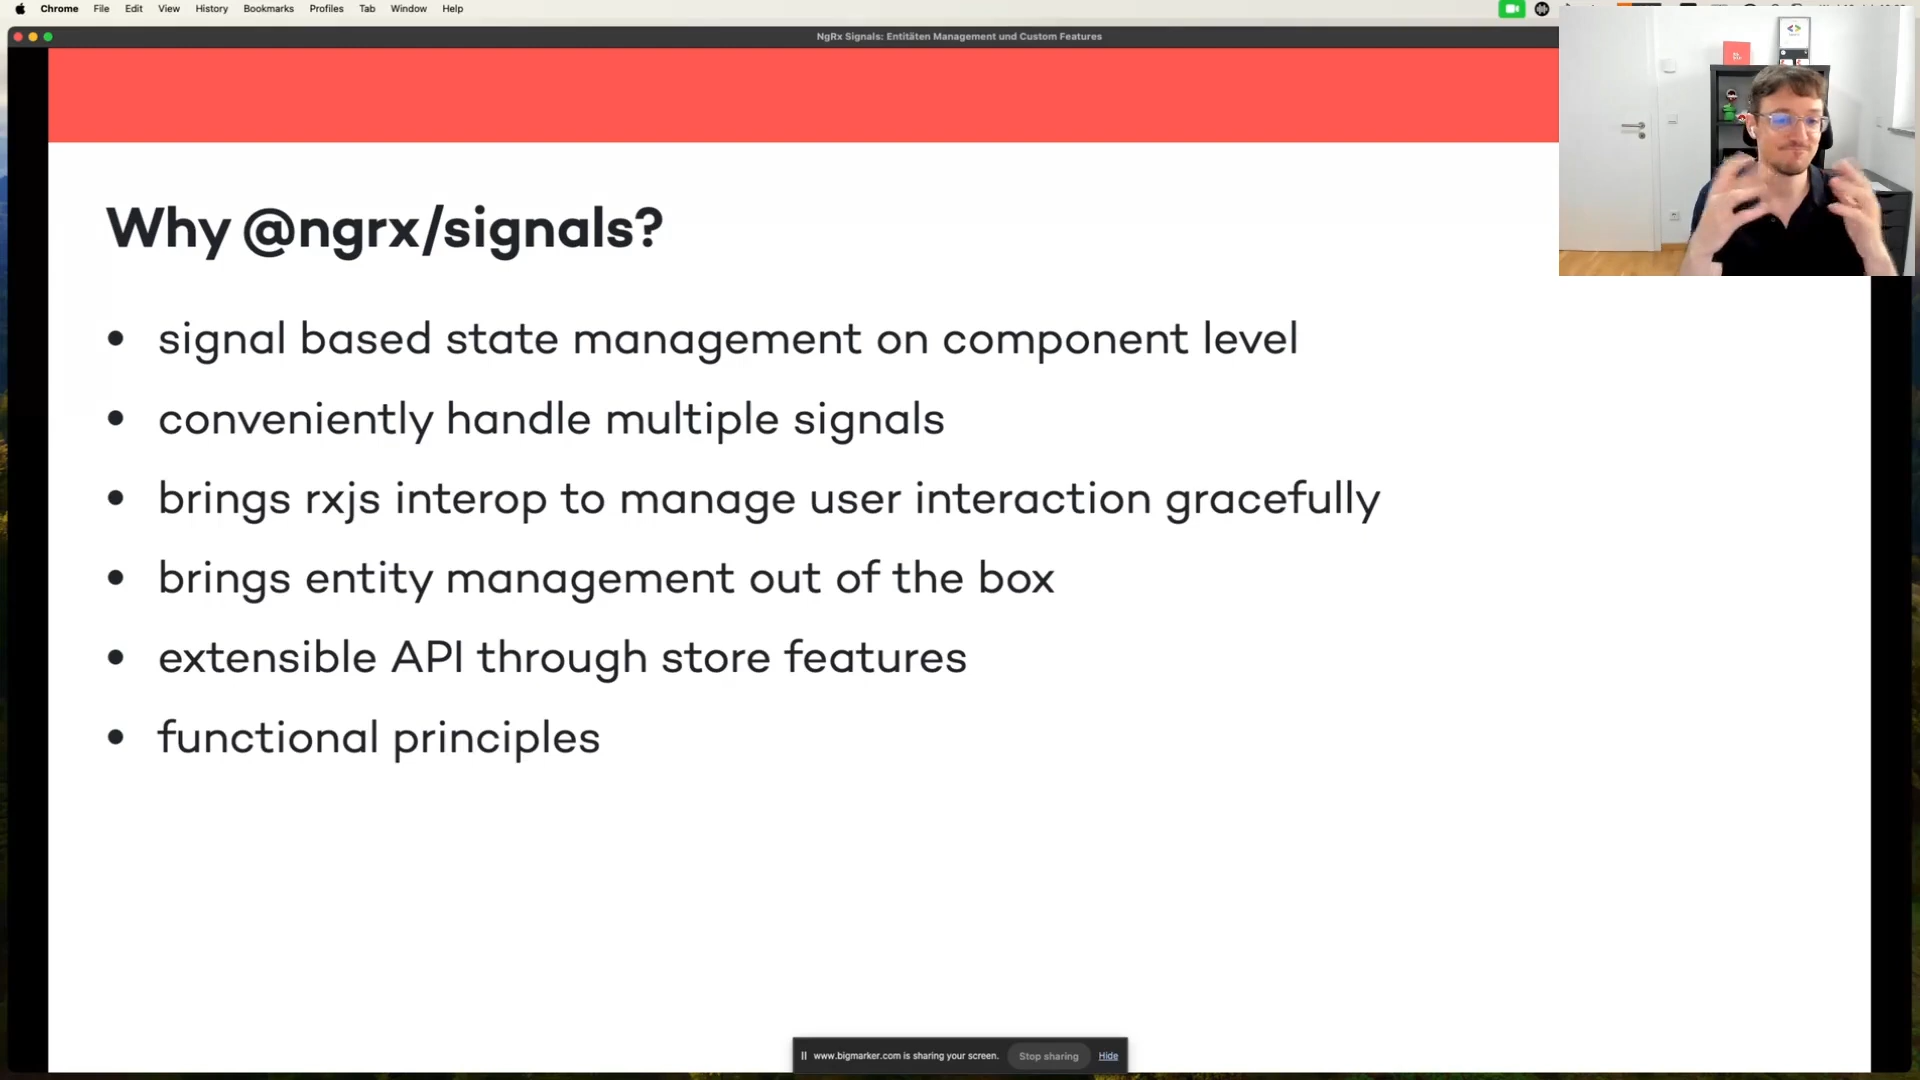 Chrome File Edit View History Bookmarks Profiles Tab Window Help
NgRx Signals: Entitäten Management und Custom Features
Why @ngrx/signals?
• signal based state management on component level
• conveniently handle multiple signals
• brings rxjs interop to manage user interaction gracefully
• brings entity management out of the box
• extensible API through store features
• functional principles
www.bigmarker.com is sharing your screen. Stop sharing Hide